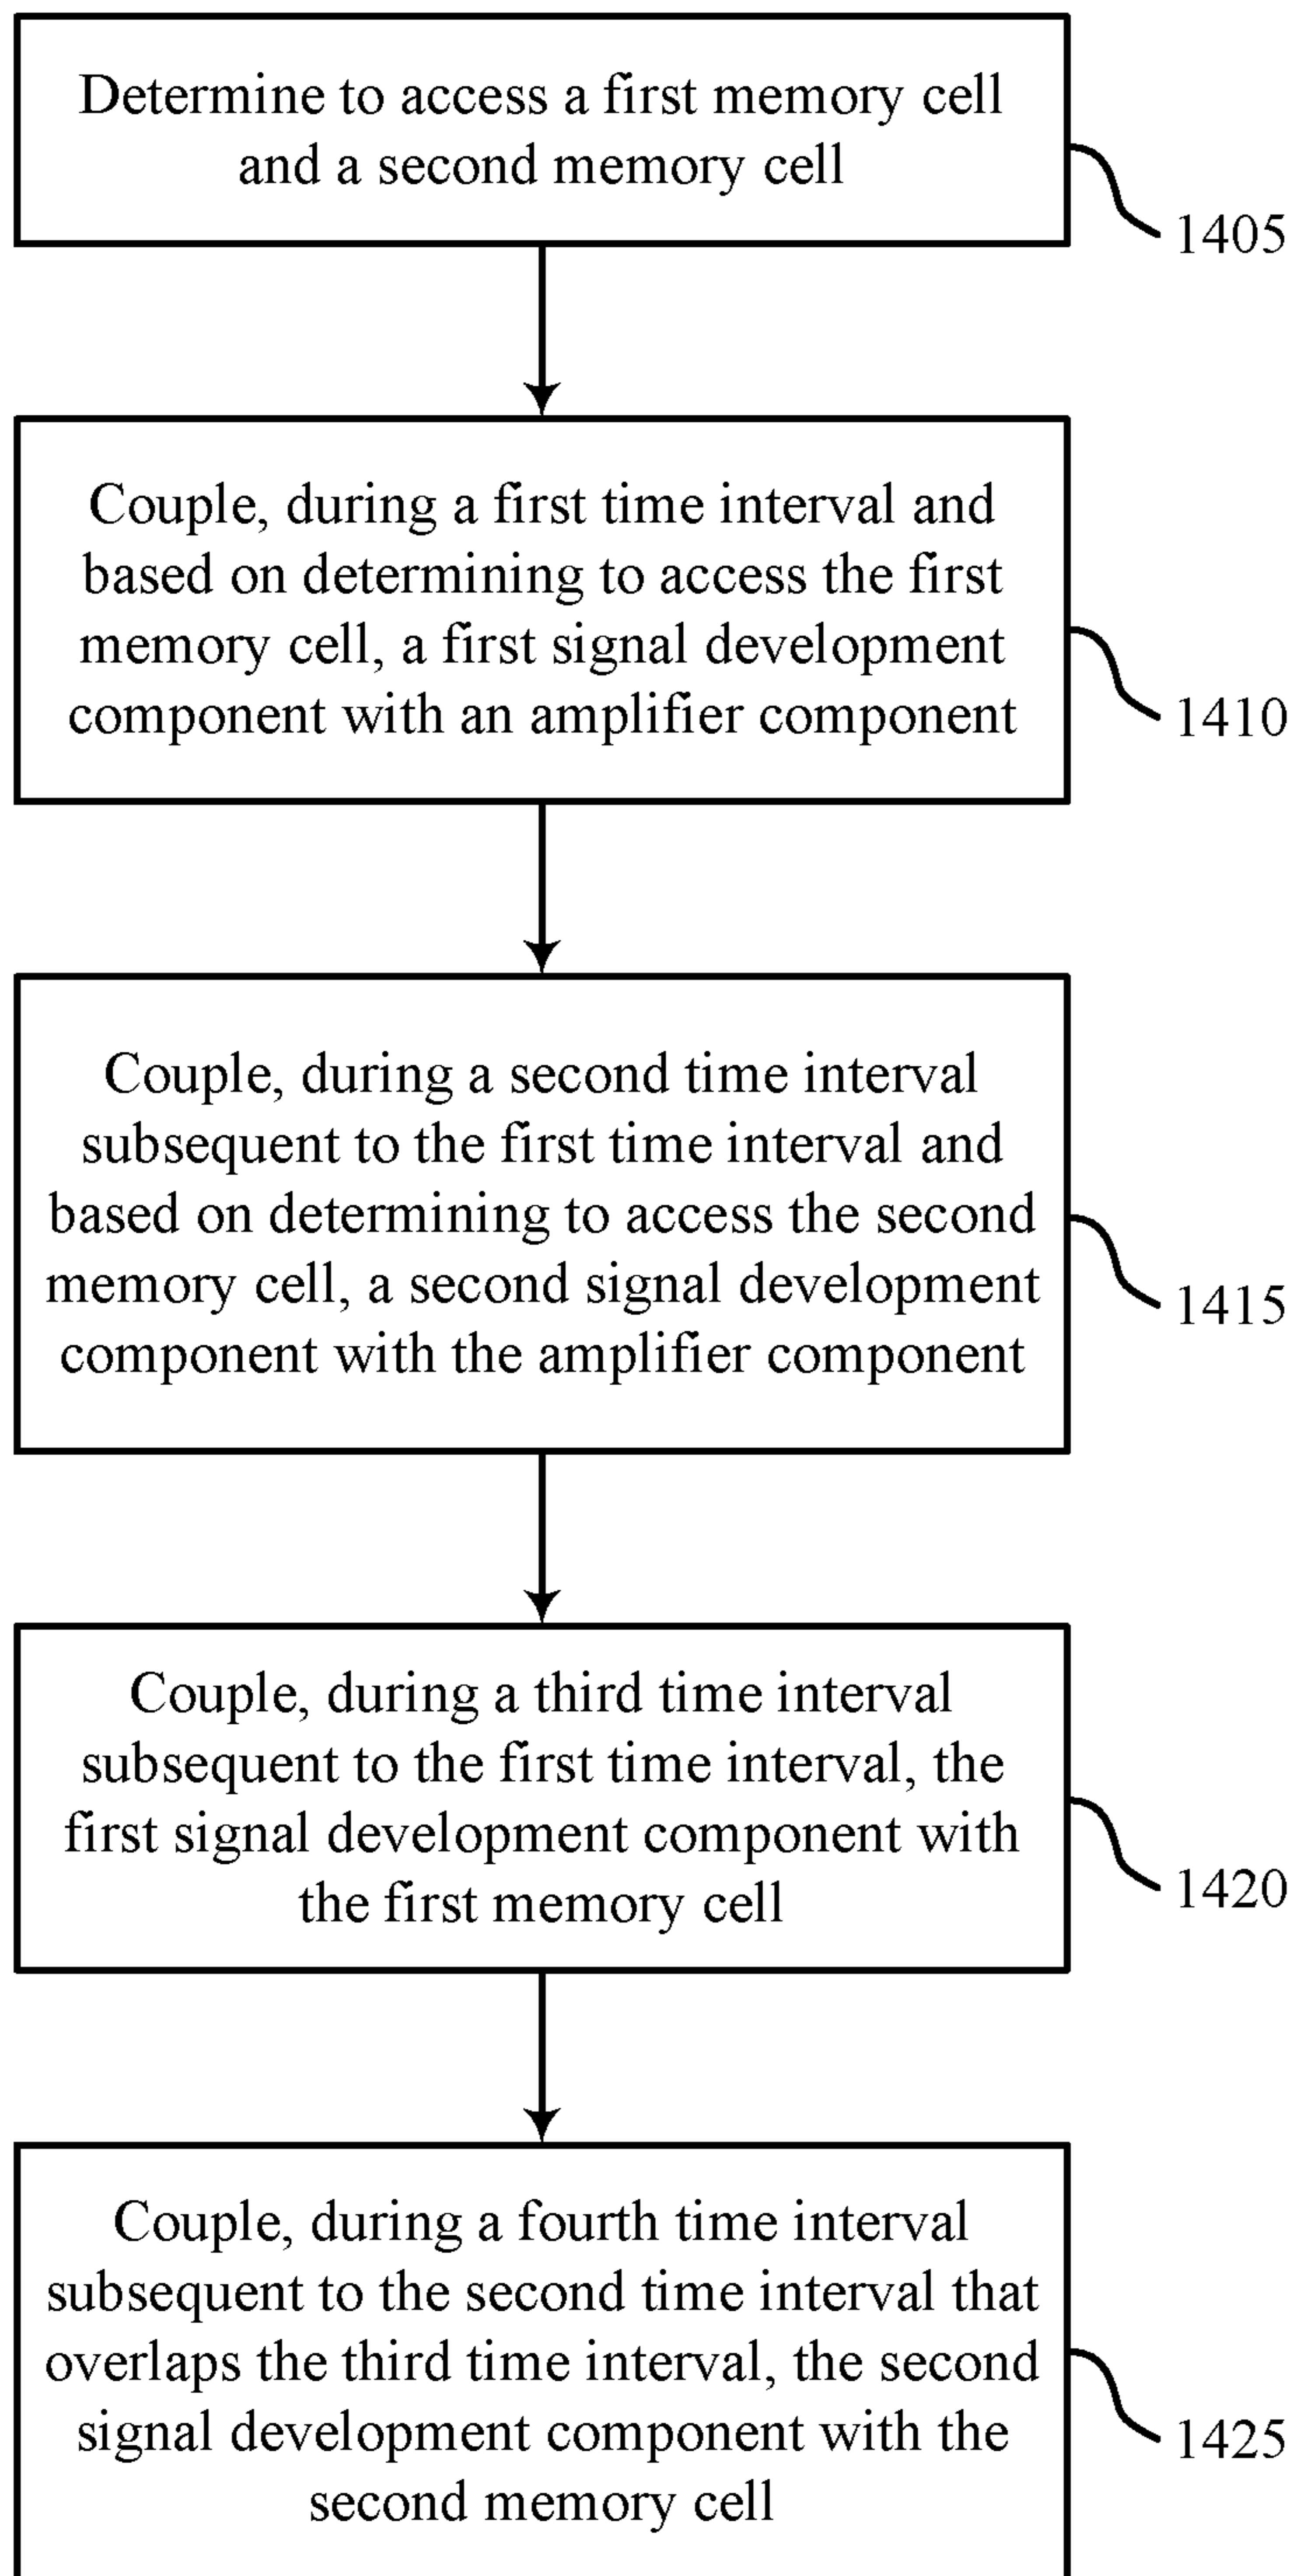 Determine to access a first memory cell
and a second memory cell
1405
Couple, during a first time interval and
based on determining to access the first
memory cell, a first signal development
component with an amplifier component
1410
Couple, during a second time interval
subsequent to the first time interval and
based on determining to access the second
memory cell, a second signal development
component with the amplifier component
1415
Couple, during a third time interval
subsequent to the first time interval, the
first signal development component with
the first memory cell
1420
Couple, during a fourth time interval
subsequent to the second time interval that
overlaps the third time interval, the second
signal development component with the
second memory cell
1425